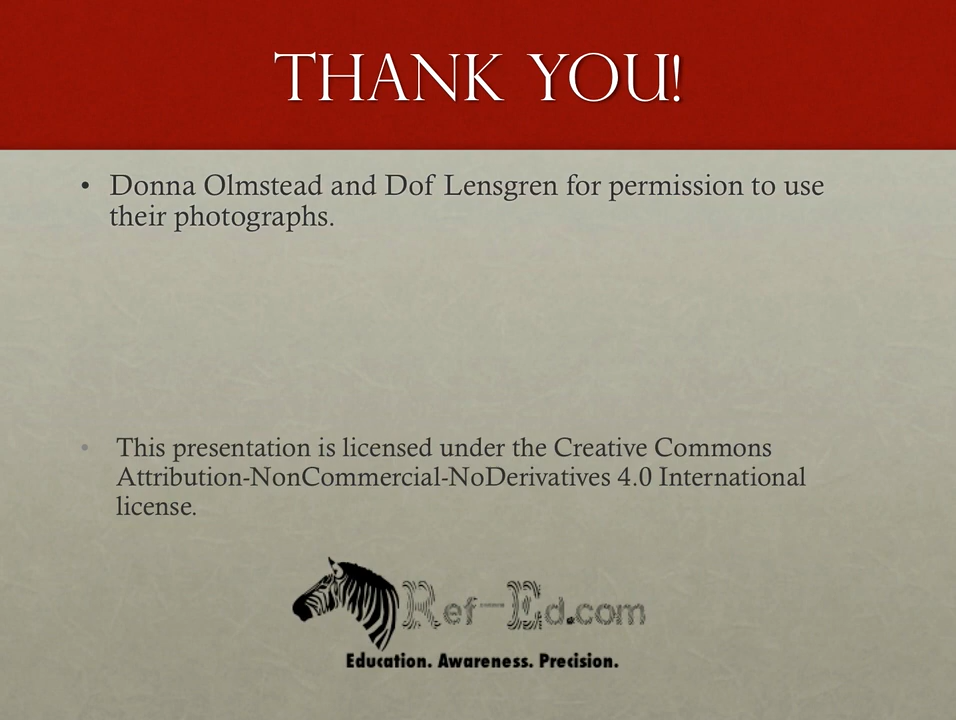 THANK YOU!
• Donna Olmstead and Dof Lensgren for permission to use
their photographs.
• This presentation is licensed under the Creative Commons
Attribution-NonCommercial-NoDerivatives 4.0 International
license.
Ref-Ed.com
Education. Awareness. Precision.